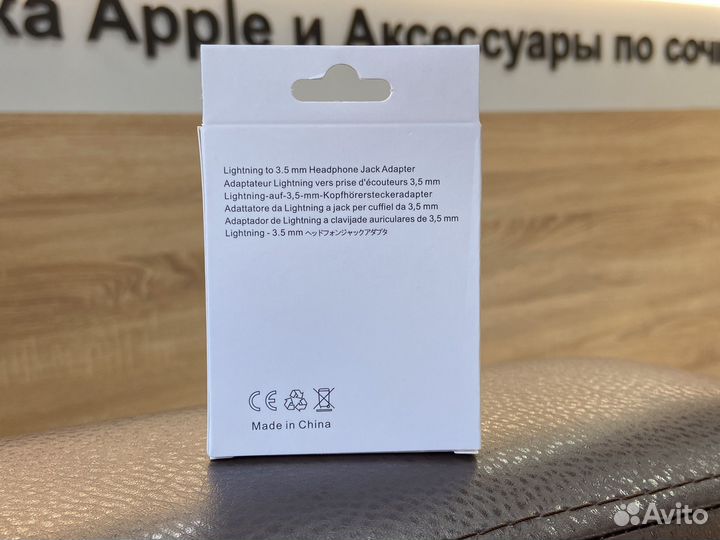 ка Apple и Аксессуары по сочи
Lightning to 3.5 mm Headphone Jack Adapter
Adaptateur Lightning vers prise d'écouteurs 3,5 mm
Lightning-auf-3,5-mm-Kopfhörersteckeradapter
Adattatore da Lightning a jack per cuffiel da 3,5 mm
Adaptador de Lightning a clavijade auriculares de 3,5 mm
Lightning - 3.5 mm ヘッドフォンジャックアダプタ
CE
Made in China
Avito